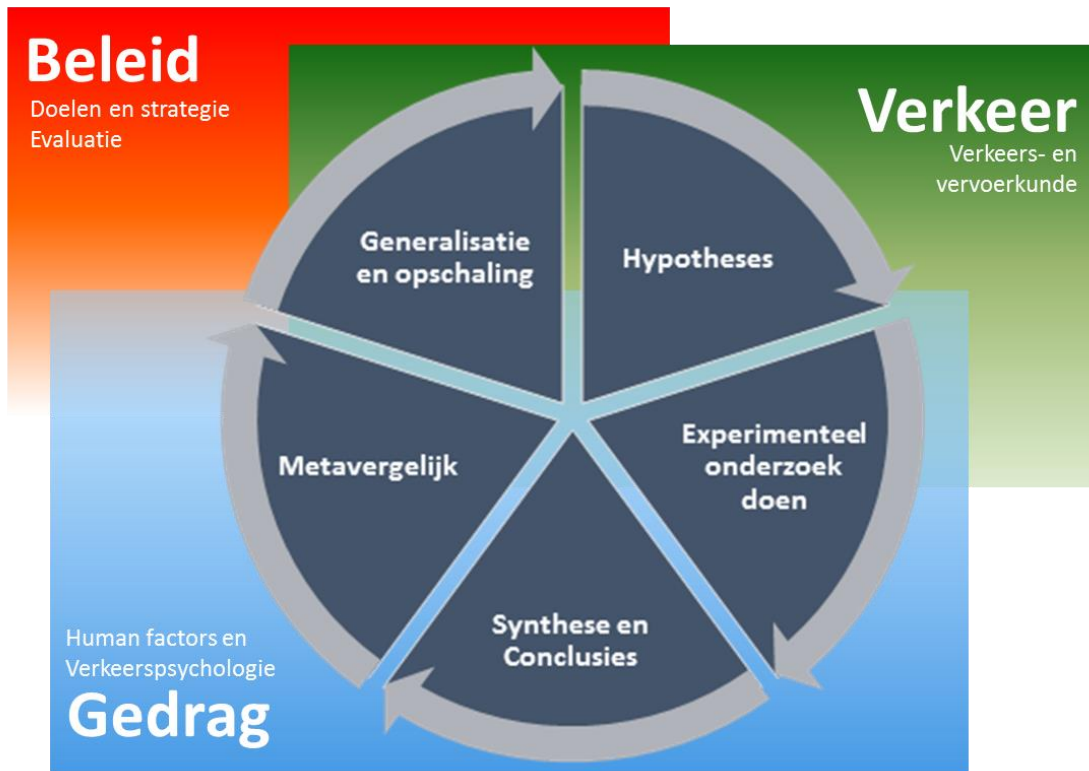 Beleid
Doelen en strategie
Evaluatie
Verkeer
Verkeers- en
vervoerkunde
Generalisatie
en opschaling
Hypotheses
Metavergelijk
Experimenteel
onderzoek
doen
Synthese en
Conclusies
Human factors en
Verkeerspsychologie
Gedrag